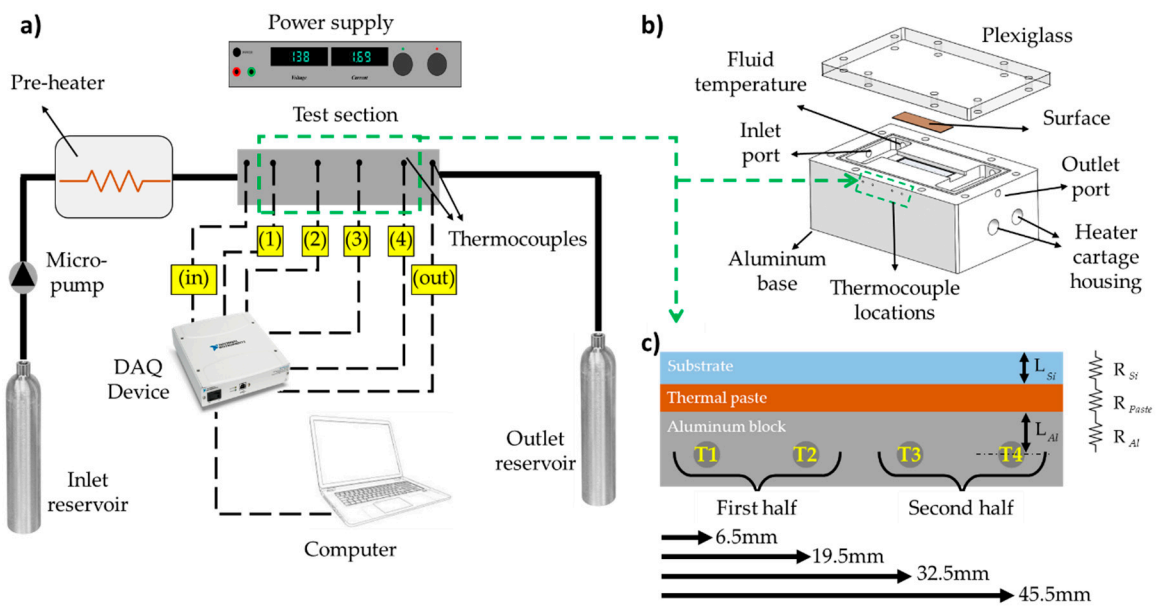 a)
Power supply
138
1.69
Voltage
Current
Pre-heater
Test section
Micro-
pump
(in)
(1)
(2)
(3)
(4)
(out)
Thermocouples
DAQ
Device
Inlet
reservoir
Computer
Outlet
reservoir
b)
Plexiglass
Fluid
temperature
Surface
Inlet
port
Outlet
port
Aluminum
base
Thermocouple
locations
Heater
cartage
housing
c)
Substrate
L Si
R Si
Thermal paste
R Paste
Aluminum block
L Al
R Al
T1
T2
T3
T4
First half
Second half
6.5mm
19.5mm
32.5mm
45.5mm